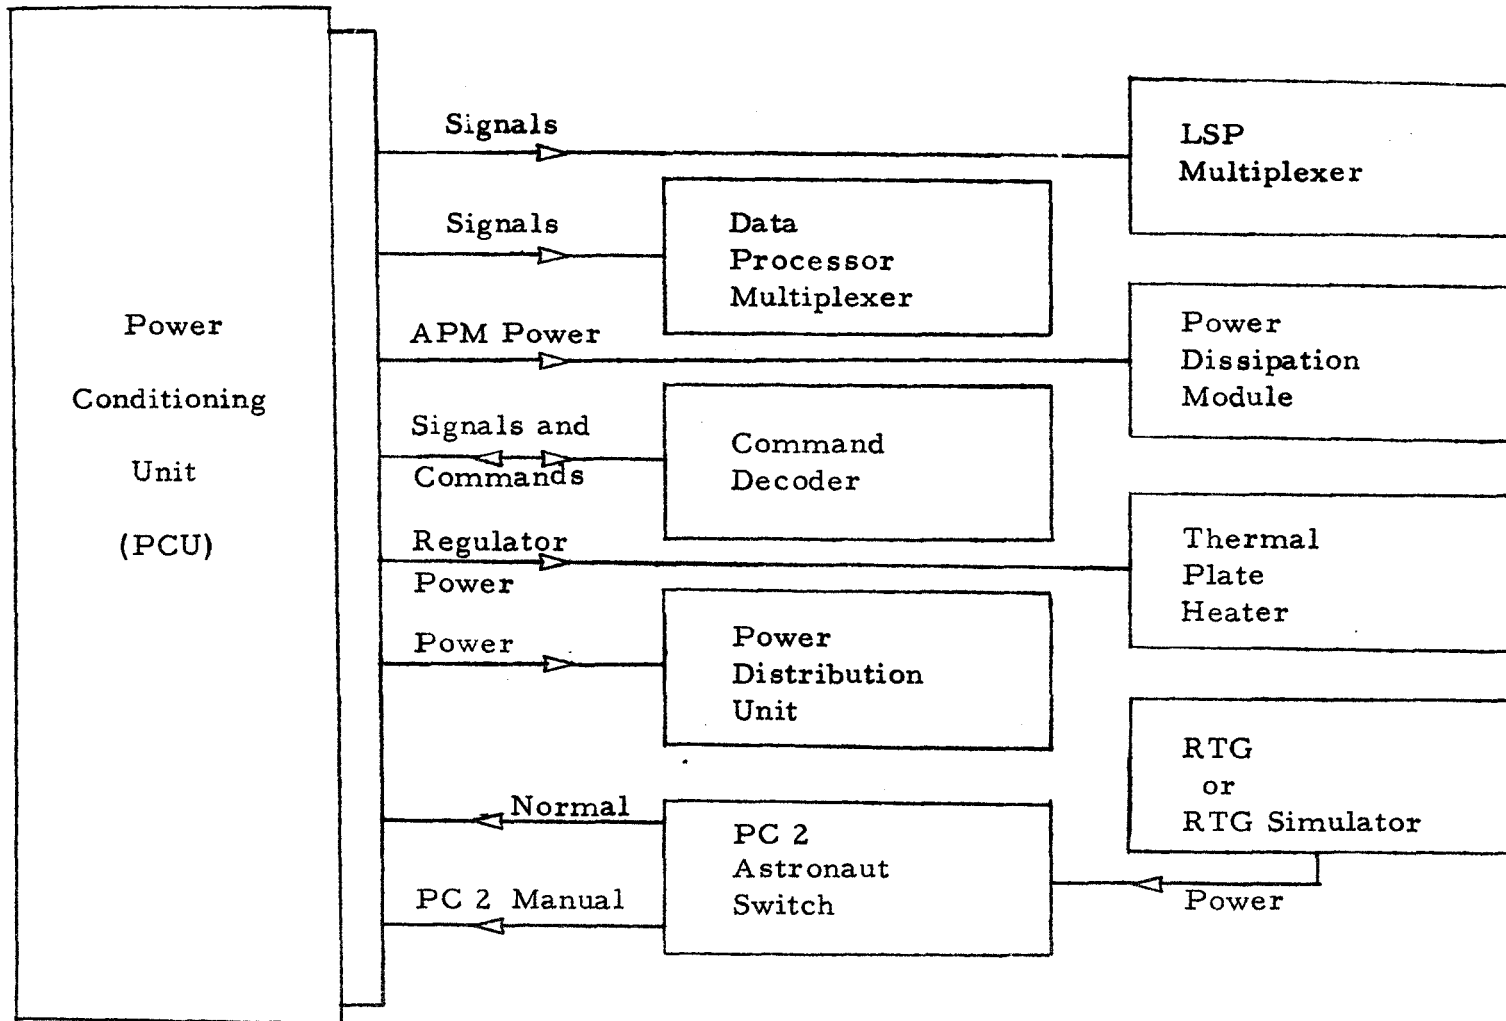 Power
Conditioning
Unit
(PCU)
Signals
LSP
Multiplexer
Signals
Data
Processor
Multiplexer
APM Power
Power
Dissipation
Module
Signals and
Commands
Command
Decoder
Regulator
Power
Thermal
Plate
Heater
Power
Power
Distribution
Unit
RTG
or
RTG Simulator
Normal
PC 2 Manual
PC 2
Astronaut
Switch
Power